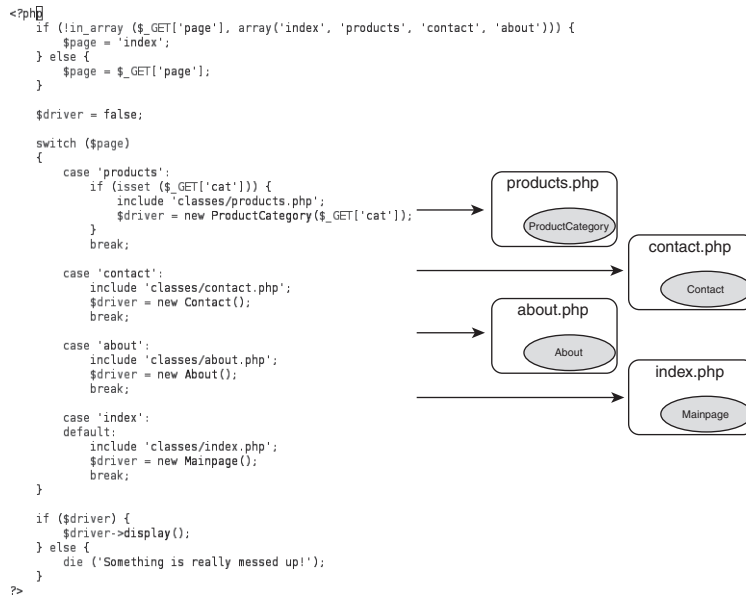 <?php
if (!in_array ($_GET['page'], array('index', 'products', 'contact', 'about'))) {
$page = 'index';
} else {
$page = $_GET['page'];
}
$driver = false;
switch ($page)
{
case 'products':
if (isset ($_GET['cat'])) {
include 'classes/products.php';
$driver = new ProductCategory($_GET['cat']);
}
break;
case 'contact':
include 'classes/contact.php';
$driver = new Contact();
break;
case 'about':
include 'classes/about.php';
$driver = new About();
break;
case 'index':
default:
include 'classes/index.php';
$driver = new Mainpage();
break;
}
if ($driver) {
$driver->display();
} else {
die ('Something is really messed up!');
}
?>
products.php
ProductCategory
contact.php
Contact
about.php
About
index.php
Mainpage